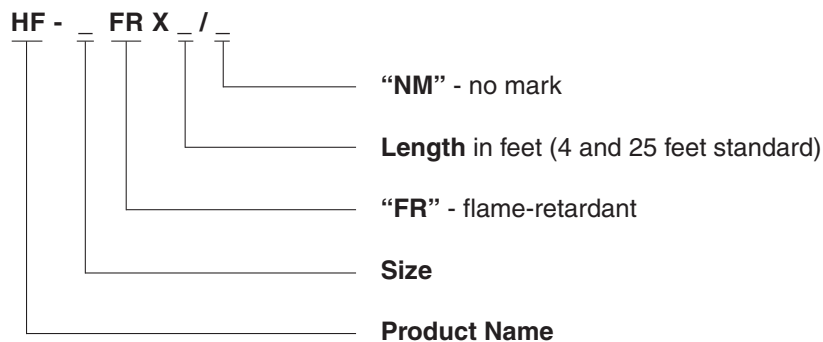 HF - _ FR X _ / _
“NM” - no mark
Length in feet (4 and 25 feet standard)
“FR” - flame-retardant
Size
Product Name